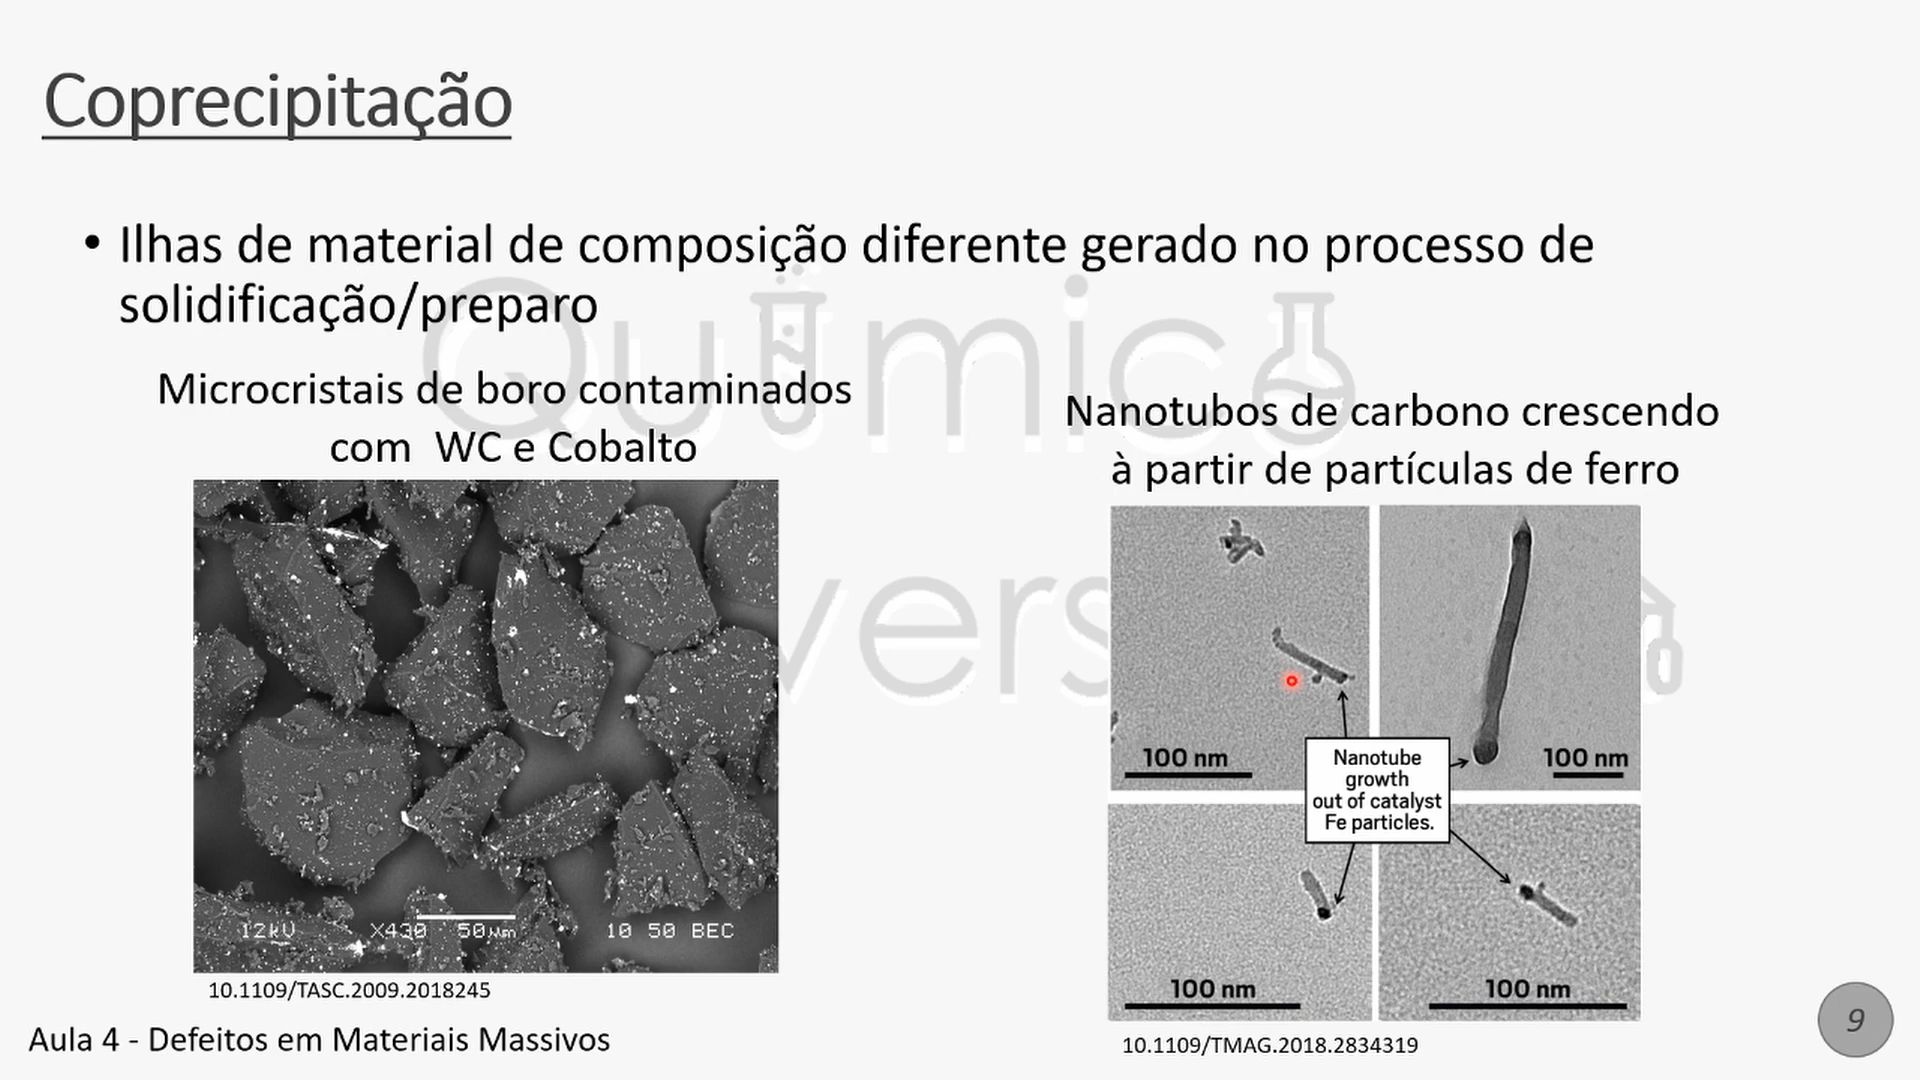 Coprecipitação
• Ilhas de material de composição diferente gerado no processo de
solidificação/preparo
Microcristais de boro contaminados
com WC e Cobalto
12kV X430 50µm 10 50 BEC
10.1109/TASC.2009.2018245
Nanotubos de carbono crescendo
à partir de partículas de ferro
100 nm
100 nm
Nanotube
growth
out of catalyst
Fe particles.
100 nm
100 nm
10.1109/TMAG.2018.2834319
Aula 4 - Defeitos em Materiais Massivos
9